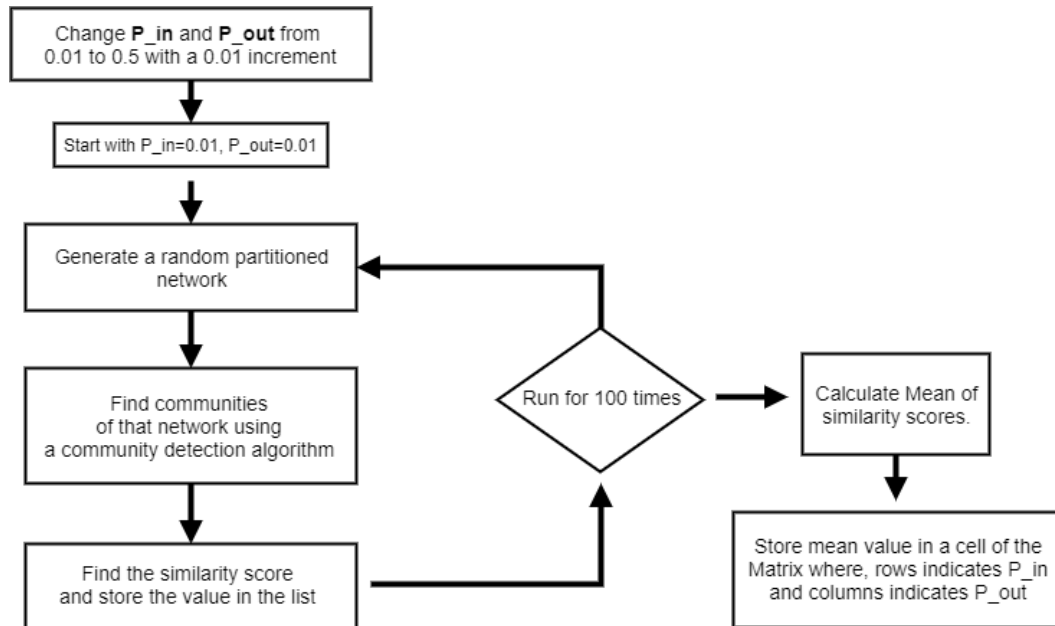 Change P_in and P_out from
0.01 to 0.5 with a 0.01 increment
Start with P_in=0.01, P_out=0.01
Generate a random partitioned
network
Find communities
of that network using
a community detection algorithm
Find the similarity score
and store the value in the list
Run for 100 times
Calculate Mean of
similarity scores.
Store mean value in a cell of the
Matrix where, rows indicates P_in
and columns indicates P_out